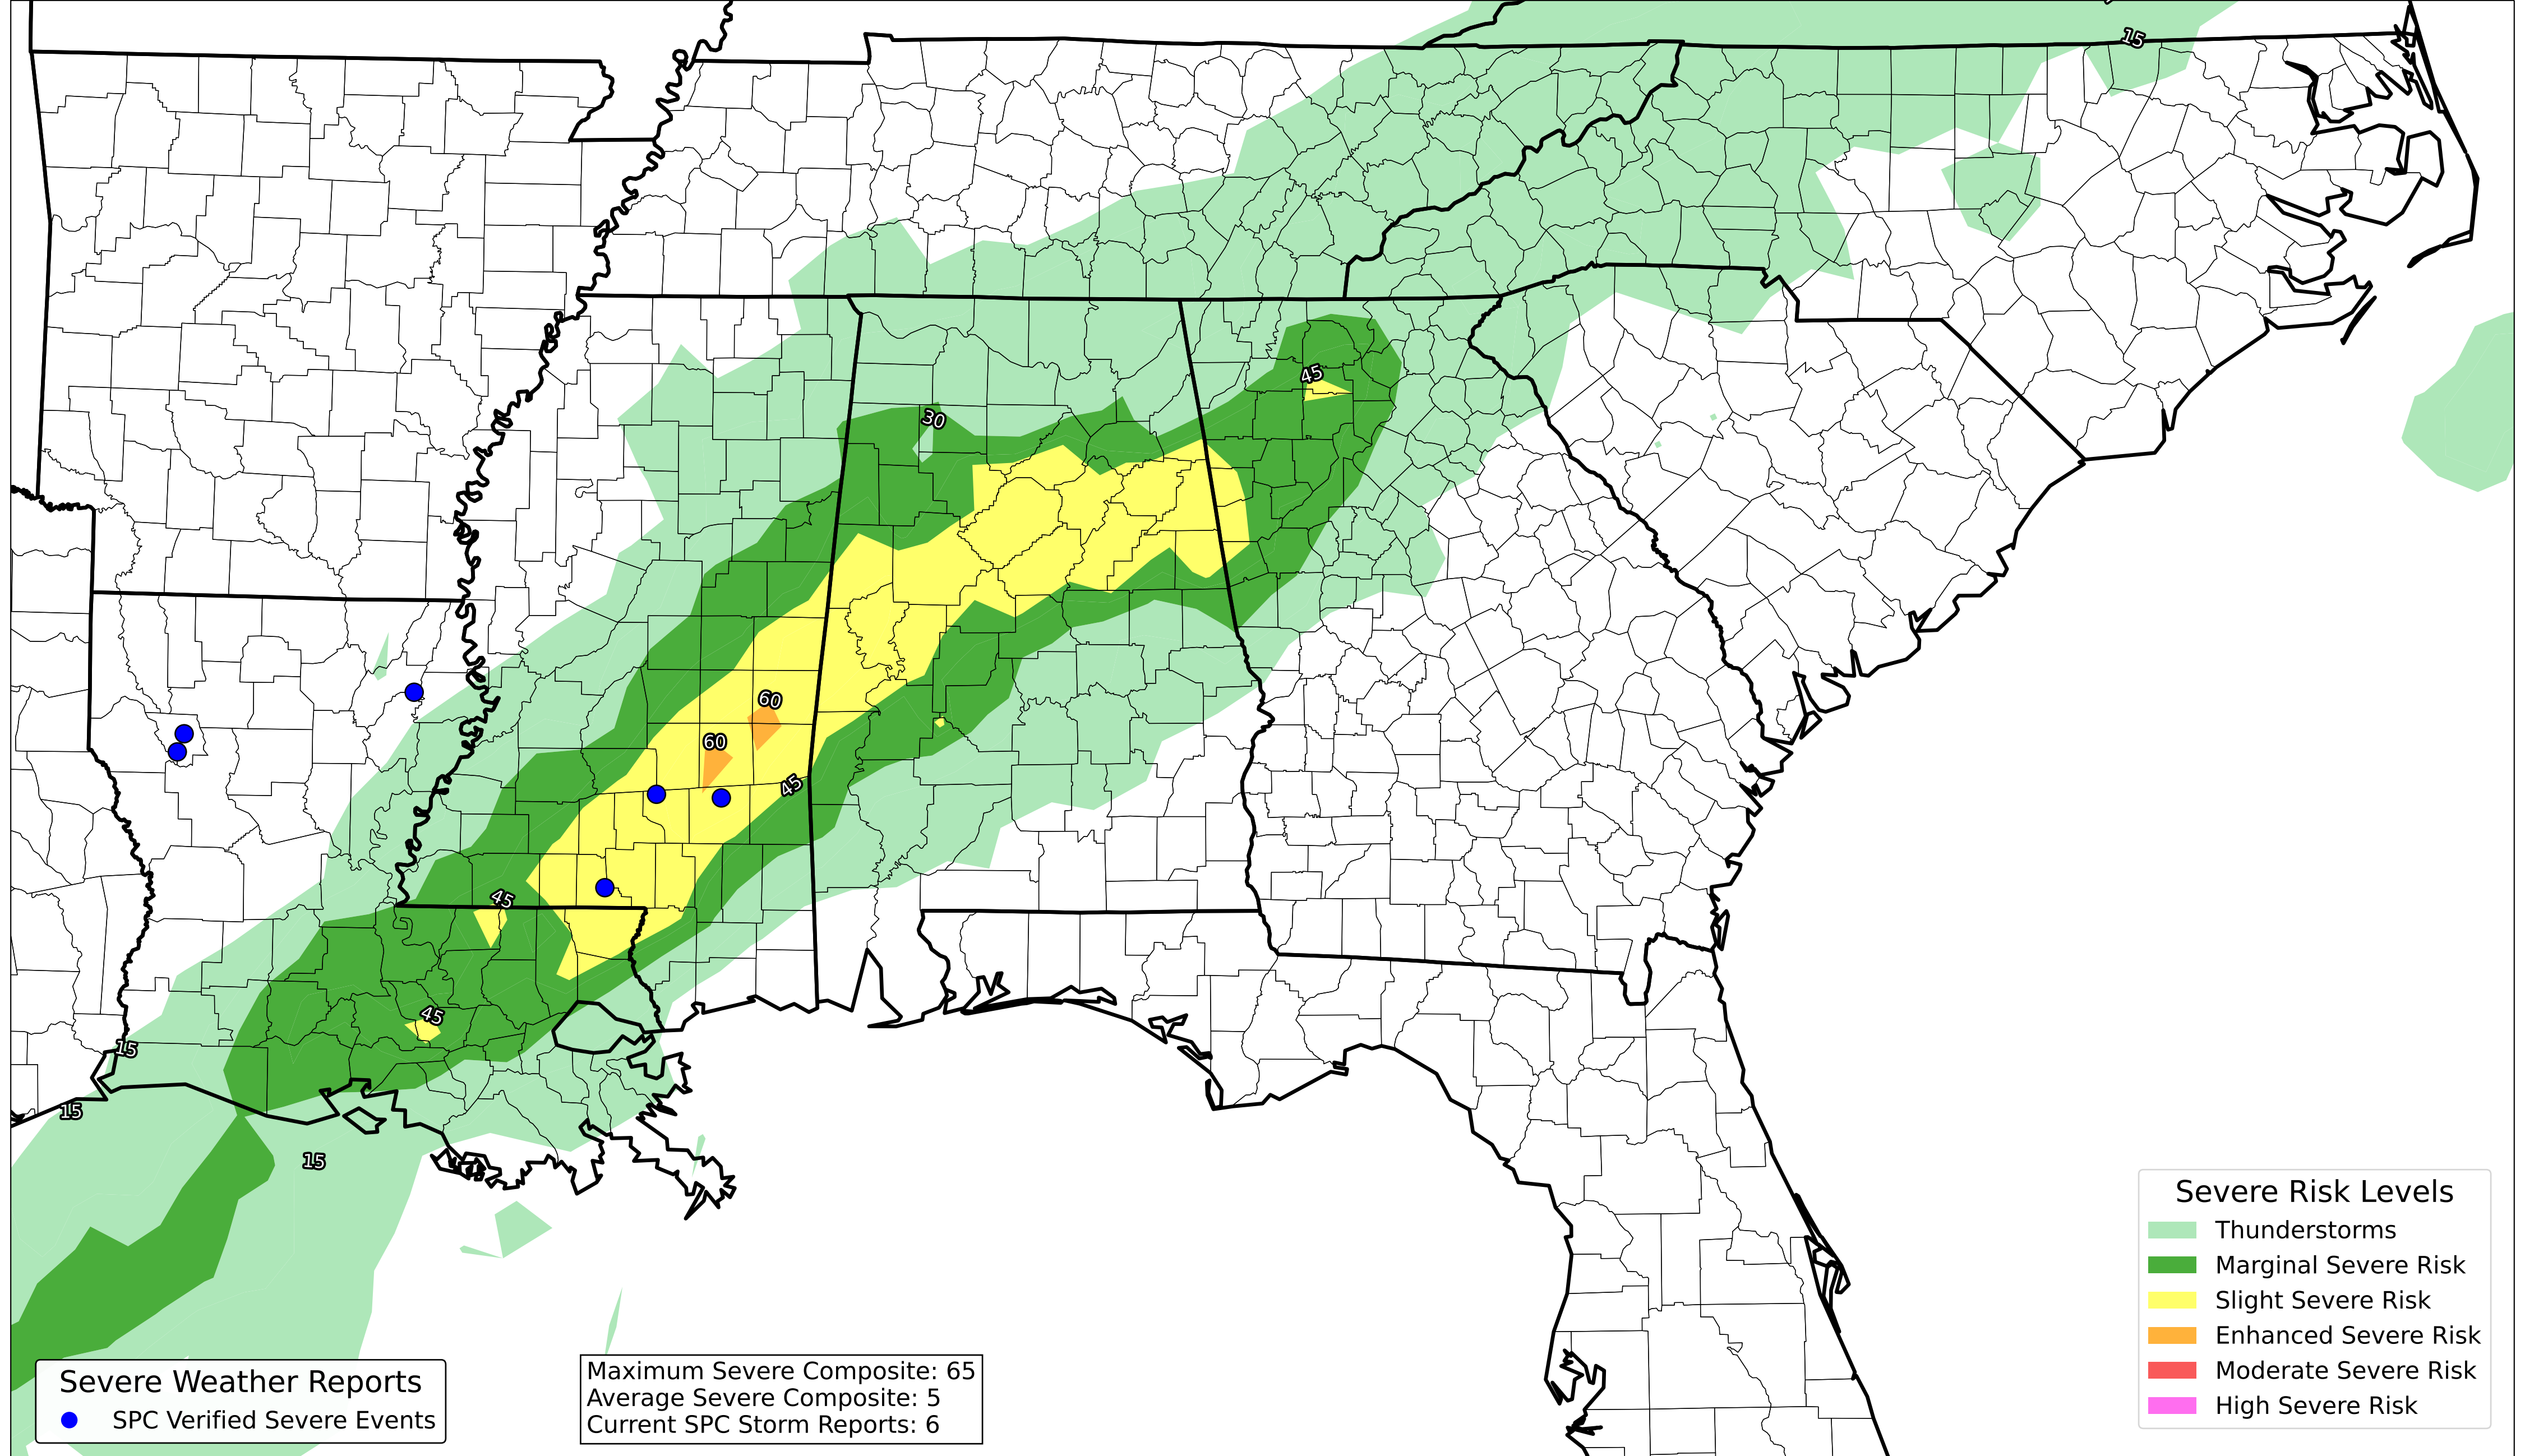 15
45
30
60
60
45
45
45
15
15
15
Severe Risk Levels
Thunderstorms
Marginal Severe Risk
Slight Severe Risk
Enhanced Severe Risk
Moderate Severe Risk
High Severe Risk
Severe Weather Reports
SPC Verified Severe Events
Maximum Severe Composite: 65
Average Severe Composite: 5
Current SPC Storm Reports: 6